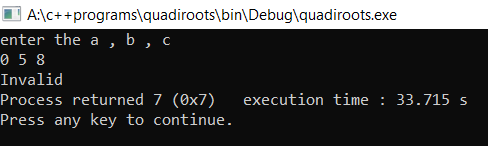 A:\c++programs\quadiroots\bin\Debug\quadiroots.exe
enter the a , b , c
0 5 8
Invalid
Process returned 7 (0x7)   execution time : 33.715 s
Press any key to continue.